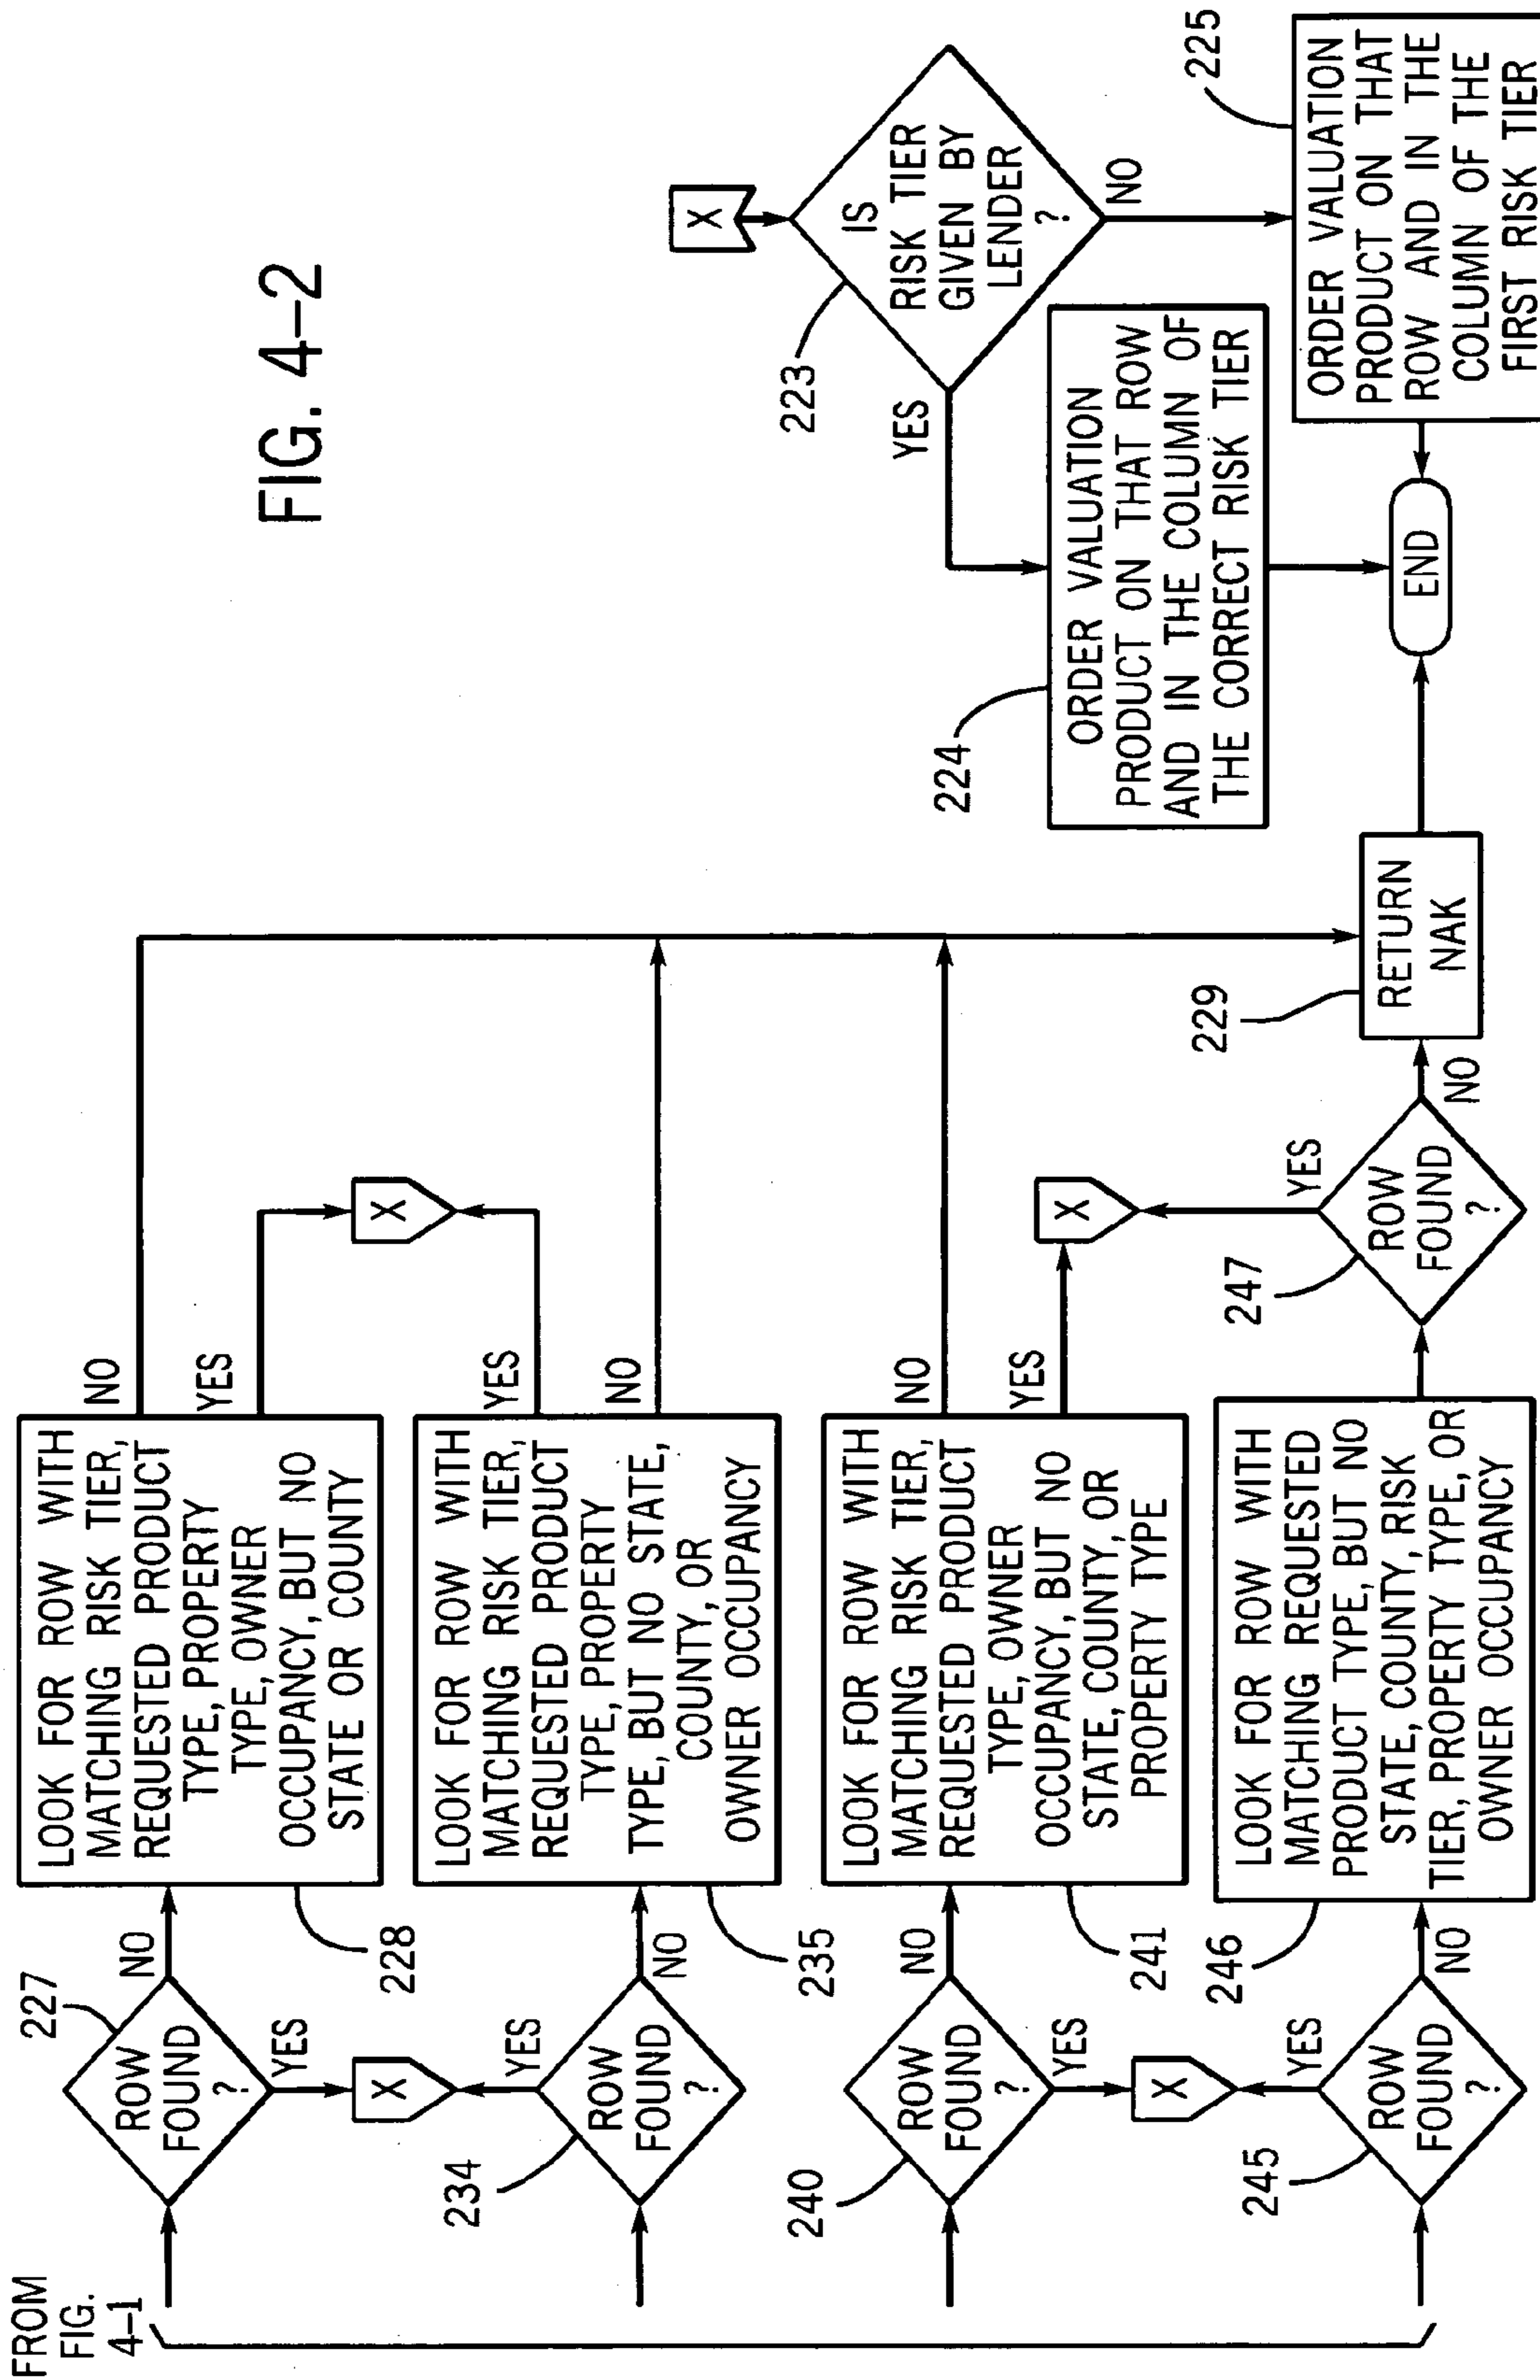 FIG. 4-2
FROM
FIG.
4-1
227
ROW
FOUND
?
NO
YES
X
228
LOOK FOR ROW WITH
MATCHING RISK TIER,
REQUESTED PRODUCT
TYPE, PROPERTY
TYPE, OWNER
OCCUPANCY, BUT NO
STATE OR COUNTY
NO
YES
X
234
ROW
FOUND
?
YES
NO
235
LOOK FOR ROW WITH
MATCHING RISK TIER,
REQUESTED PRODUCT
TYPE, PROPERTY
TYPE, BUT NO STATE,
COUNTY, OR
OWNER OCCUPANCY
YES
NO
240
ROW
FOUND
?
NO
YES
X
241
LOOK FOR ROW WITH
MATCHING RISK TIER,
REQUESTED PRODUCT
TYPE, OWNER
OCCUPANCY, BUT NO
STATE, COUNTY, OR
PROPERTY TYPE
NO
YES
X
245
ROW
FOUND
?
YES
NO
246
LOOK FOR ROW WITH
MATCHING REQUESTED
PRODUCT TYPE, BUT NO
STATE, COUNTY, RISK
TIER, PROPERTY TYPE, OR
OWNER OCCUPANCY
247
ROW
FOUND
?
YES
NO
229
RETURN
NAK
X
223
IS
RISK TIER
GIVEN BY
LENDER
?
YES
NO
224
ORDER VALUATION
PRODUCT ON THAT ROW
AND IN THE COLUMN OF
THE CORRECT RISK TIER
225
ORDER VALUATION
PRODUCT ON THAT
ROW AND IN THE
COLUMN OF THE
FIRST RISK TIER
END